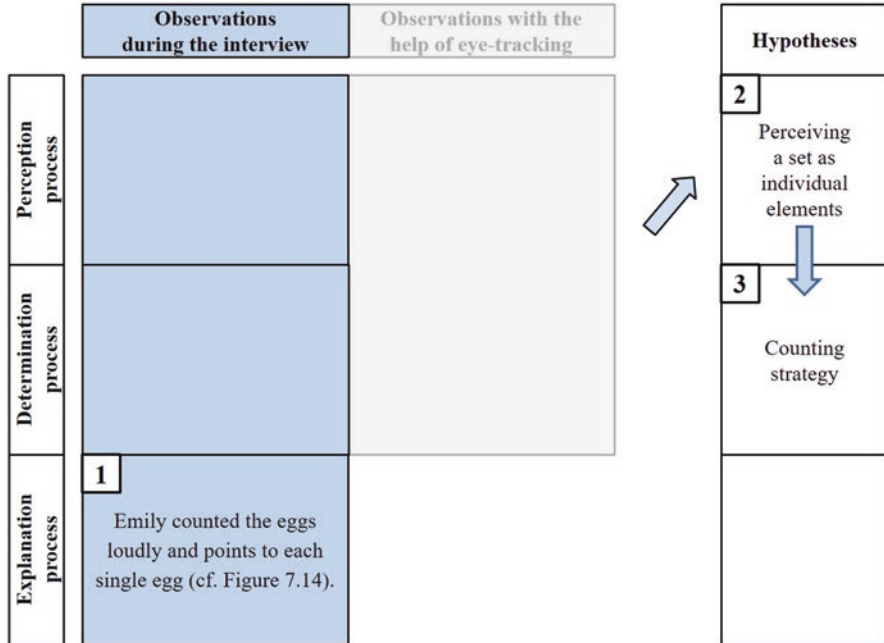 Observations
during the interview
Observations with the
help of eye-tracking
Hypotheses
Perception
process
2
Perceiving
a set as
individual
elements
Determination
process
3
Counting
strategy
Explanation
process
1
Emily counted the eggs
loudly and points to each
single egg (cf. Figure 7.14).